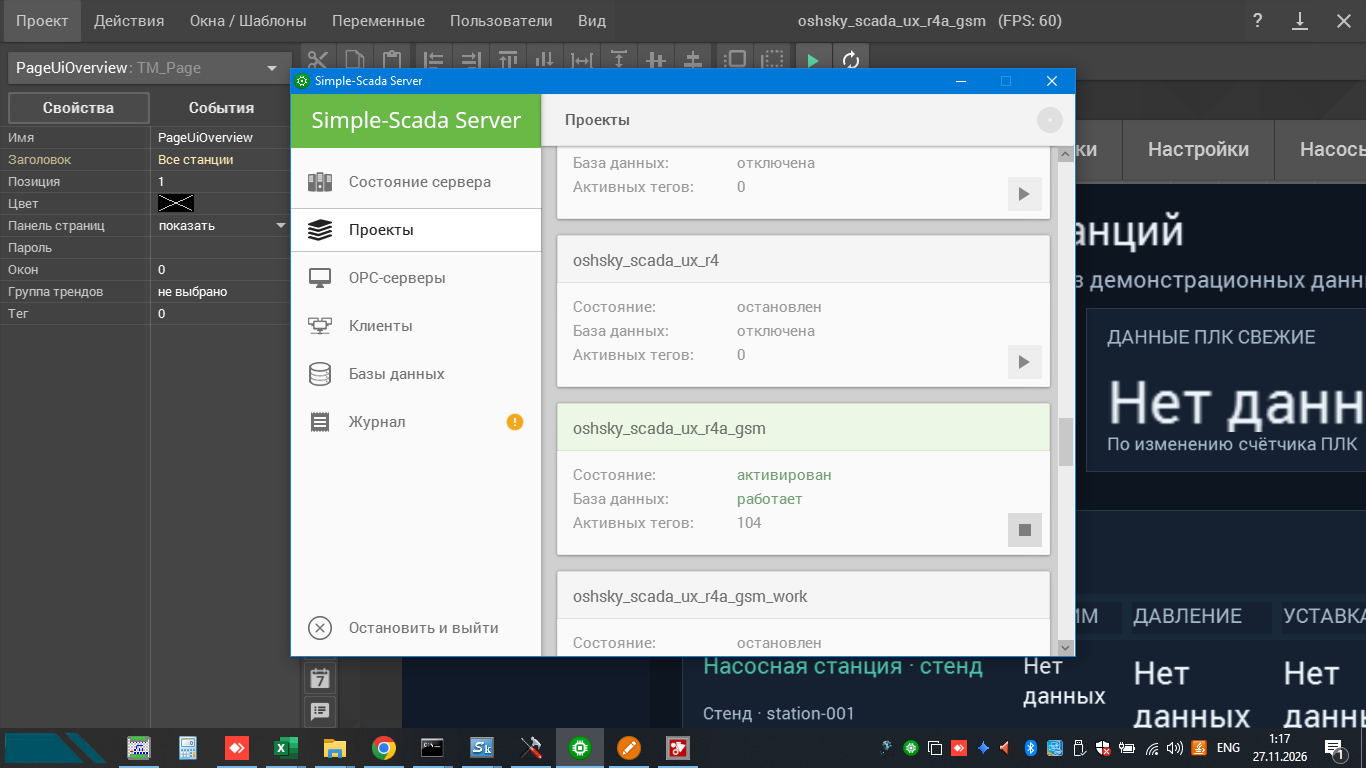 Проект
Действия
Окна / Шаблоны
Переменные
Пользователи
Вид
oshsky_scada_ux_r4a_gsm (FPS: 60)
?
PageUiOverview : TM_Page
Свойства
События
Имя PageUiOverview
Заголовок Все станции
Позиция 1
Цвет
Панель страниц показать
Пароль
Окон 0
Группа трендов не выбрано
Тег 0
Simple-Scada Server
Simple-Scada Server
Состояние сервера
Проекты
OPC-серверы
Клиенты
Базы данных
Журнал
Остановить и выйти
Проекты
База данных: отключена
Активных тегов: 0
oshsky_scada_ux_r4
Состояние: остановлен
База данных: отключена
Активных тегов: 0
oshsky_scada_ux_r4a_gsm
Состояние: активирован
База данных: работает
Активных тегов: 104
oshsky_scada_ux_r4a_gsm_work
Состояние: остановлен
ки
Настройки
Насось
анций
з демонстрационных данн
ДАННЫЕ ПЛК СВЕЖИЕ
Нет данн
По изменению счётчика ПЛК
ИМ
ДАВЛЕНИЕ
УСТАВКА
Насосная станция · стенд
Стенд · station-001
Нет
данных
Нет
данных
Нет
данных
7
ENG
1:17
27.11.2026
1